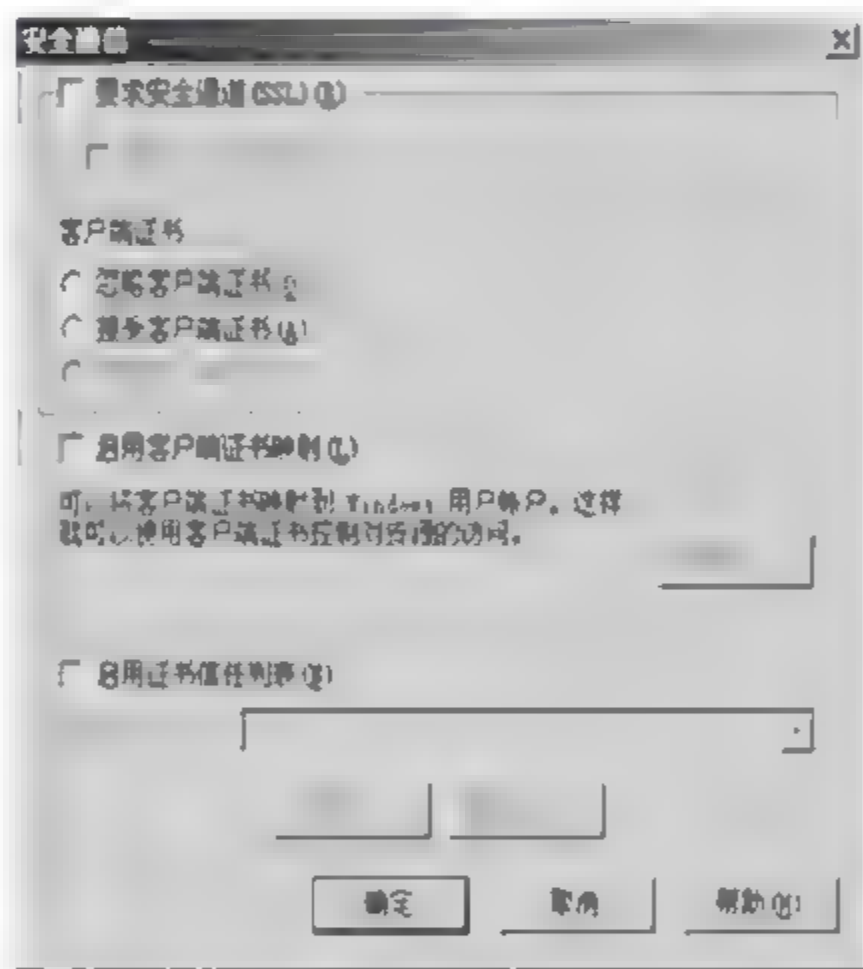 安全通信
要求安全通道(SSL)(R)
客户端证书
忽略客户端证书(I)
接受客户端证书(A)
启用客户端证书映射(L)
可以将客户端证书映射到 Windows 用户帐户。这样
就可以使用客户端证书控制对资源的访问。
启用证书信任列表(E)
确定 取消 帮助(H)